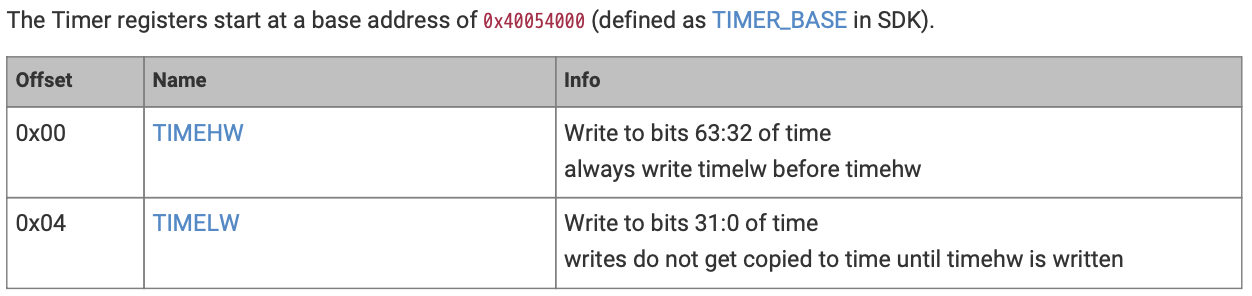 The Timer registers start at a base address of 0x40054000 (defined as TIMER_BASE in SDK).
Offset Name Info
0x00 TIMEHW Write to bits 63:32 of time
always write timelw before timehw
0x04 TIMELW Write to bits 31:0 of time
writes do not get copied to time until timehw is written